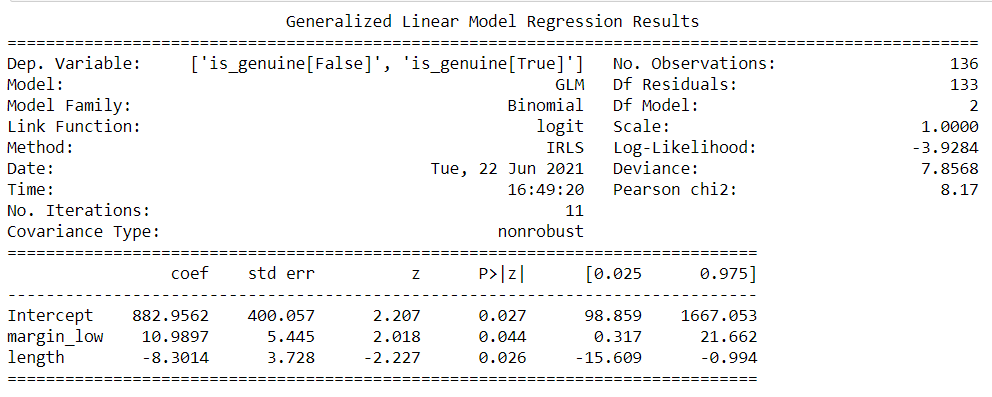 Generalized Linear Model Regression Results
==============================================================================================
Dep. Variable: ['is_genuine[False]', 'is_genuine[True]'] No. Observations: 136
Model: GLM Df Residuals: 133
Model Family: Binomial Df Model: 2
Link Function: logit Scale: 1.0000
Method: IRLS Log-Likelihood: -3.9284
Date: Tue, 22 Jun 2021 Deviance: 7.8568
Time: 16:49:20 Pearson chi2: 8.17
No. Iterations: 11
Covariance Type: nonrobust
==============================================================================
coef std err z P>|z| [0.025 0.975]
------------------------------------------------------------------------------
Intercept 882.9562 400.057 2.207 0.027 98.859 1667.053
margin_low 10.9897 5.445 2.018 0.044 0.317 21.662
length -8.3014 3.728 -2.227 0.026 -15.609 -0.994
==============================================================================